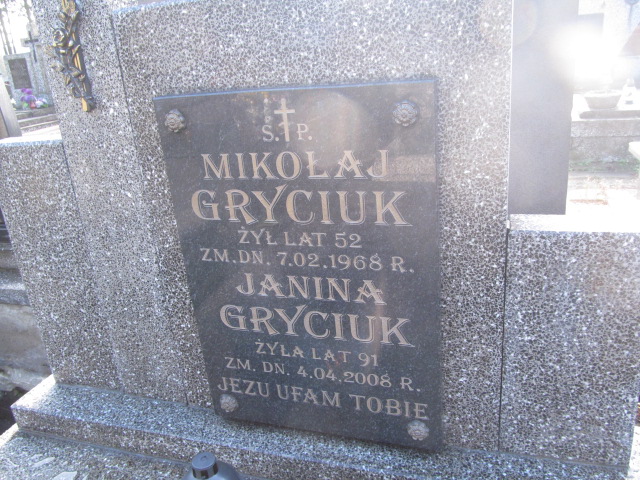 Ś. P.
MIKOŁAJ
GRYCIUK
ŻYŁ LAT 52
ZM. DN. 7.02.1968 R.
JANINA
GRYCIUK
ŻYŁA LAT 91
ZM. DN. 4.04.2008 R.
JEZU UFAM TOBIE